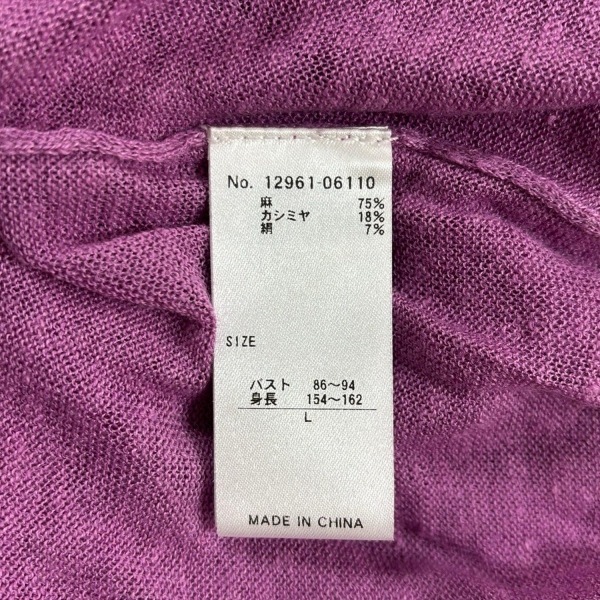 No. 12961-06110
麻 75%
カシミヤ 18%
絹 7%
SIZE
バスト 86～94
身長 154～162
L
MADE IN CHINA